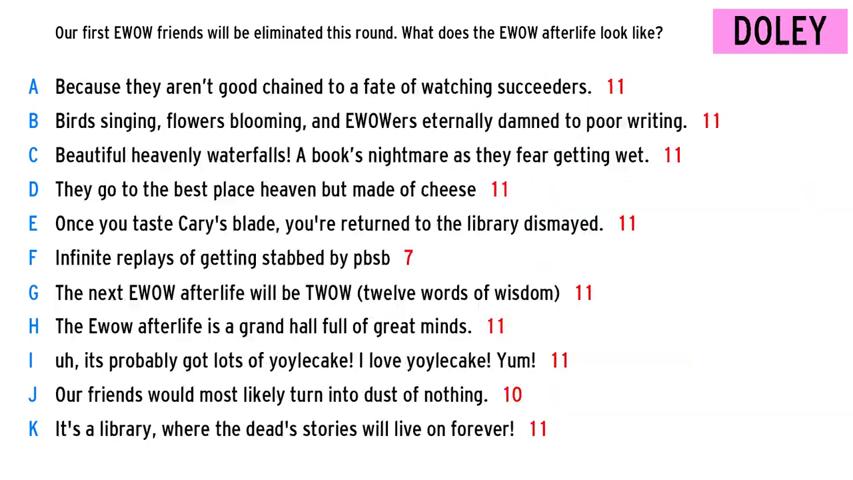 Our first EWOW friends will be eliminated this round. What does the EWOW afterlife look like?
DOLEY
A Because they aren't good chained to a fate of watching succeeders. 11
B Birds singing, flowers blooming, and EWOWers eternally damned to poor writing. 11
C Beautiful heavenly waterfalls! A book's nightmare as they fear getting wet. 11
D They go to the best place heaven but made of cheese 11
E Once you taste Cary's blade, you're returned to the library dismayed. 11
F Infinite replays of getting stabbed by pbsb 7
G The next EWOW afterlife will be TWOW (twelve words of wisdom) 11
H The Ewow afterlife is a grand hall full of great minds. 11
I uh, its probably got lots of yoylecake! I love yoylecake! Yum! 11
J Our friends would most likely turn into dust of nothing. 10
K It's a library, where the dead's stories will live on forever! 11